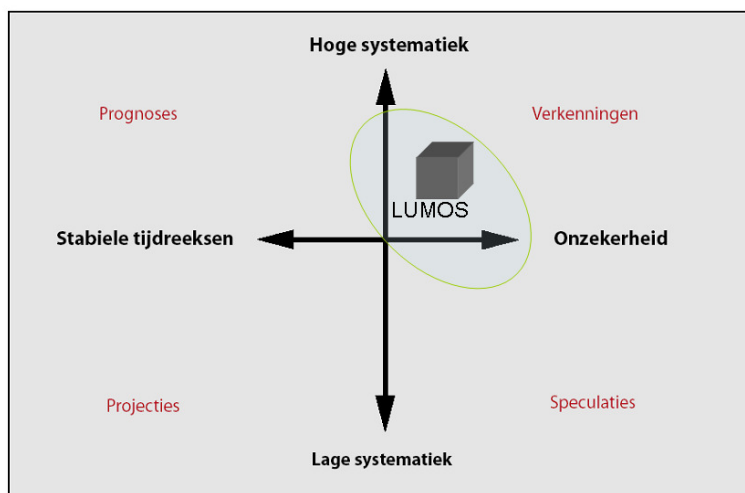 Hoge systematiek
Prognoses
Verkenningen
LUMOS
Stabiele tijdreeksen
Onzekerheid
Projecties
Speculaties
Lage systematiek